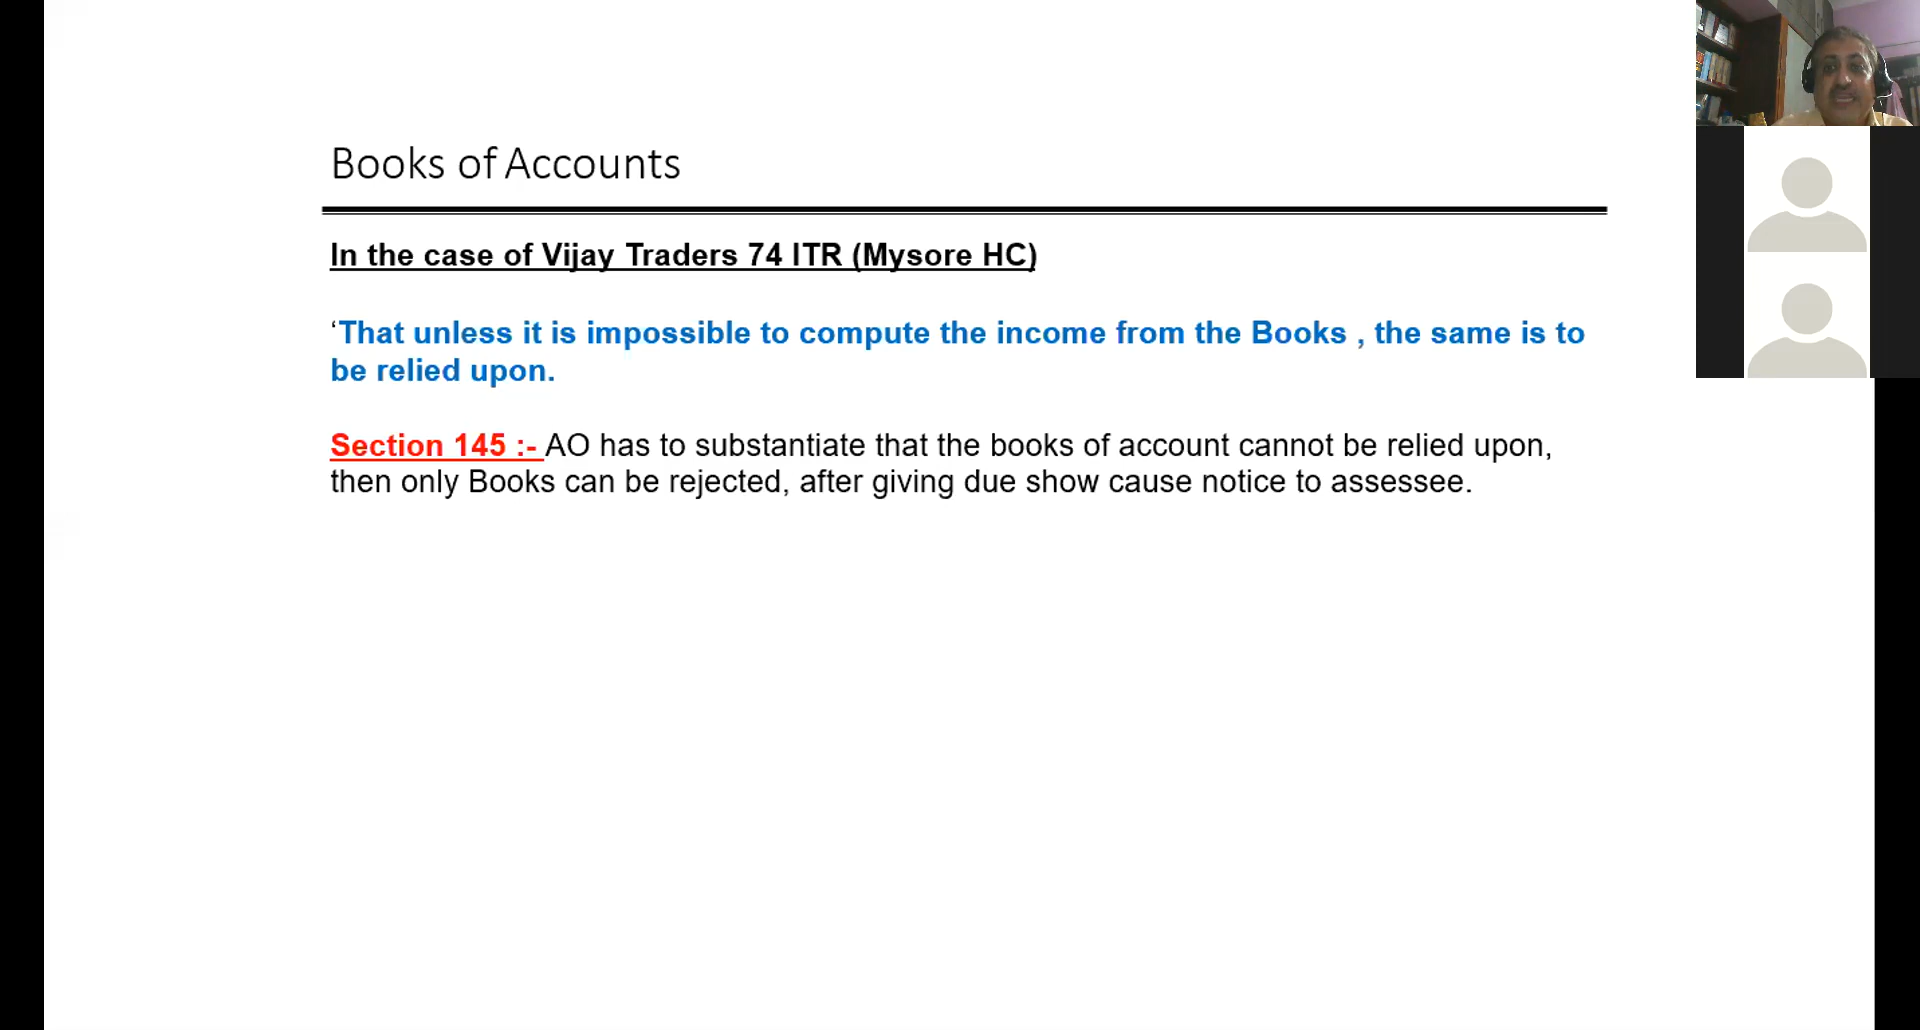 Books of Accounts
In the case of Vijay Traders 74 ITR (Mysore HC)
‘That unless it is impossible to compute the income from the Books , the same is to
be relied upon.
Section 145 :- AO has to substantiate that the books of account cannot be relied upon,
then only Books can be rejected, after giving due show cause notice to assessee.